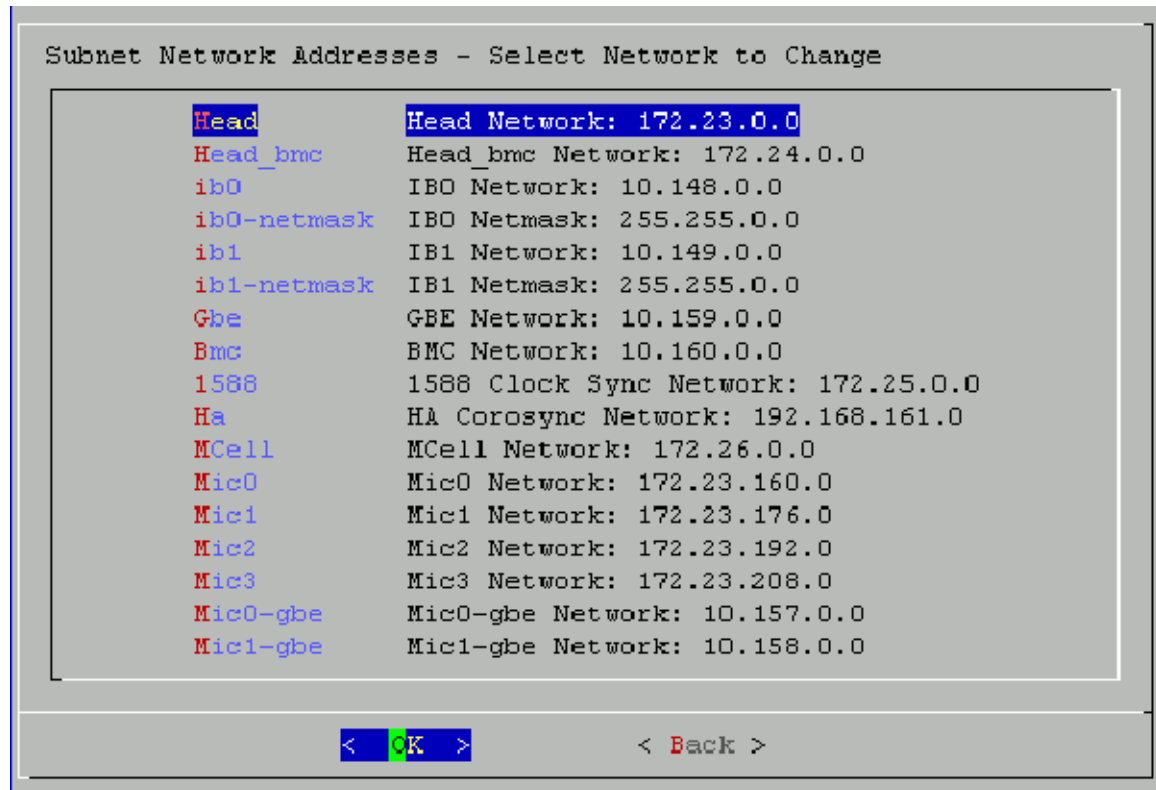 Subnet Network Addresses - Select Network to Change
Head Head Network: 172.23.0.0
Head_bmc Head_bmc Network: 172.24.0.0
ib0 IB0 Network: 10.148.0.0
ib0-netmask IB0 Netmask: 255.255.0.0
ib1 IB1 Network: 10.149.0.0
ib1-netmask IB1 Netmask: 255.255.0.0
Gbe GBE Network: 10.159.0.0
Bmc BMC Network: 10.160.0.0
1588 1588 Clock Sync Network: 172.25.0.0
Ha HA Corosync Network: 192.168.161.0
MCell MCell Network: 172.26.0.0
Mic0 Mic0 Network: 172.23.160.0
Mic1 Mic1 Network: 172.23.176.0
Mic2 Mic2 Network: 172.23.192.0
Mic3 Mic3 Network: 172.23.208.0
Mic0-gbe Mic0-gbe Network: 10.157.0.0
Mic1-gbe Mic1-gbe Network: 10.158.0.0
< OK > < Back >